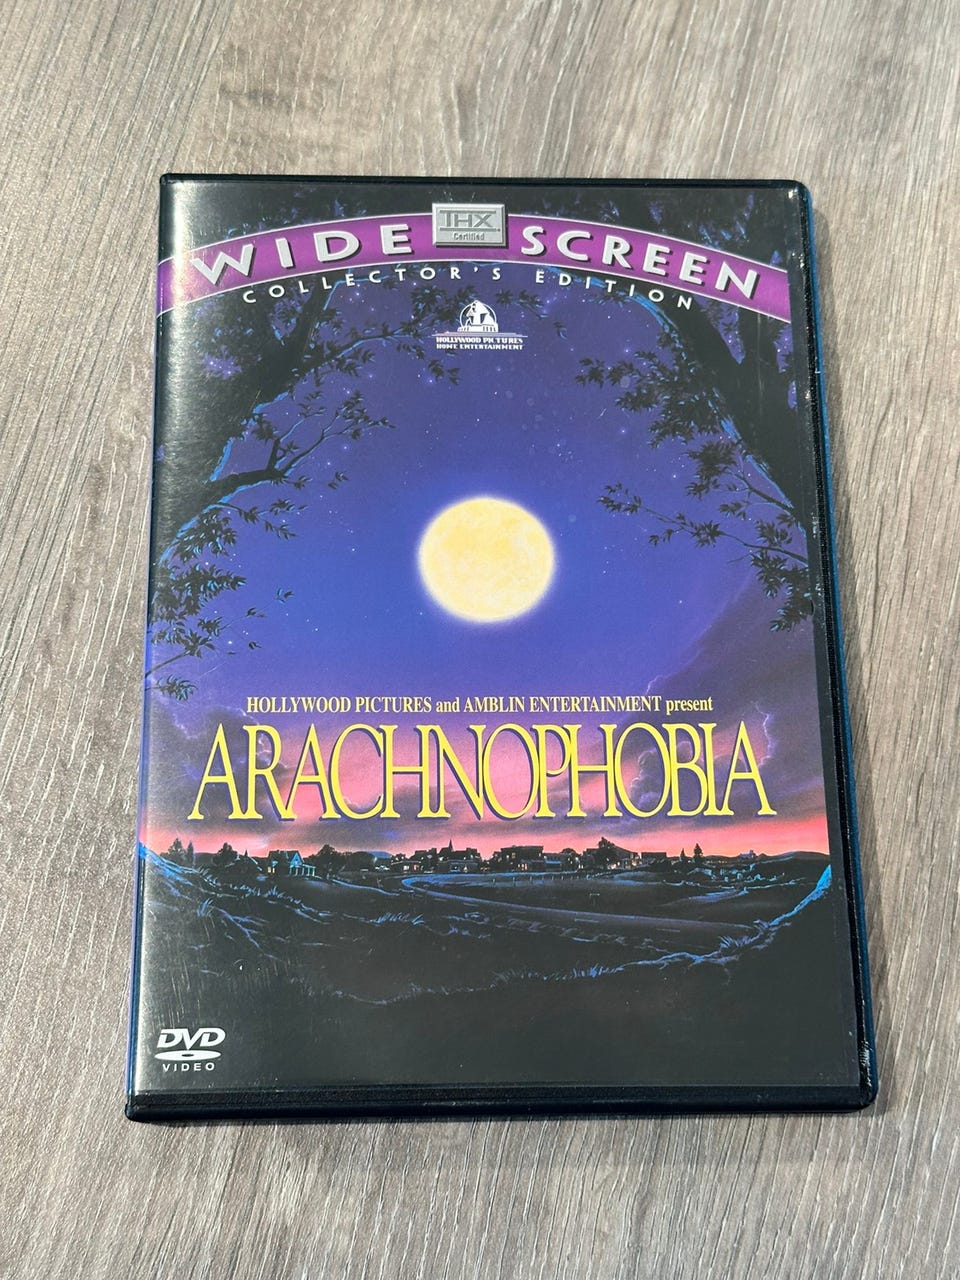 THX
Certified
WIDE SCREEN
COLLECTOR'S EDITION
HOLLYWOOD PICTURES
HOME ENTERTAINMENT
HOLLYWOOD PICTURES and AMBLIN ENTERTAINMENT present
ARACHNOPHOBIA
DVD
VIDEO